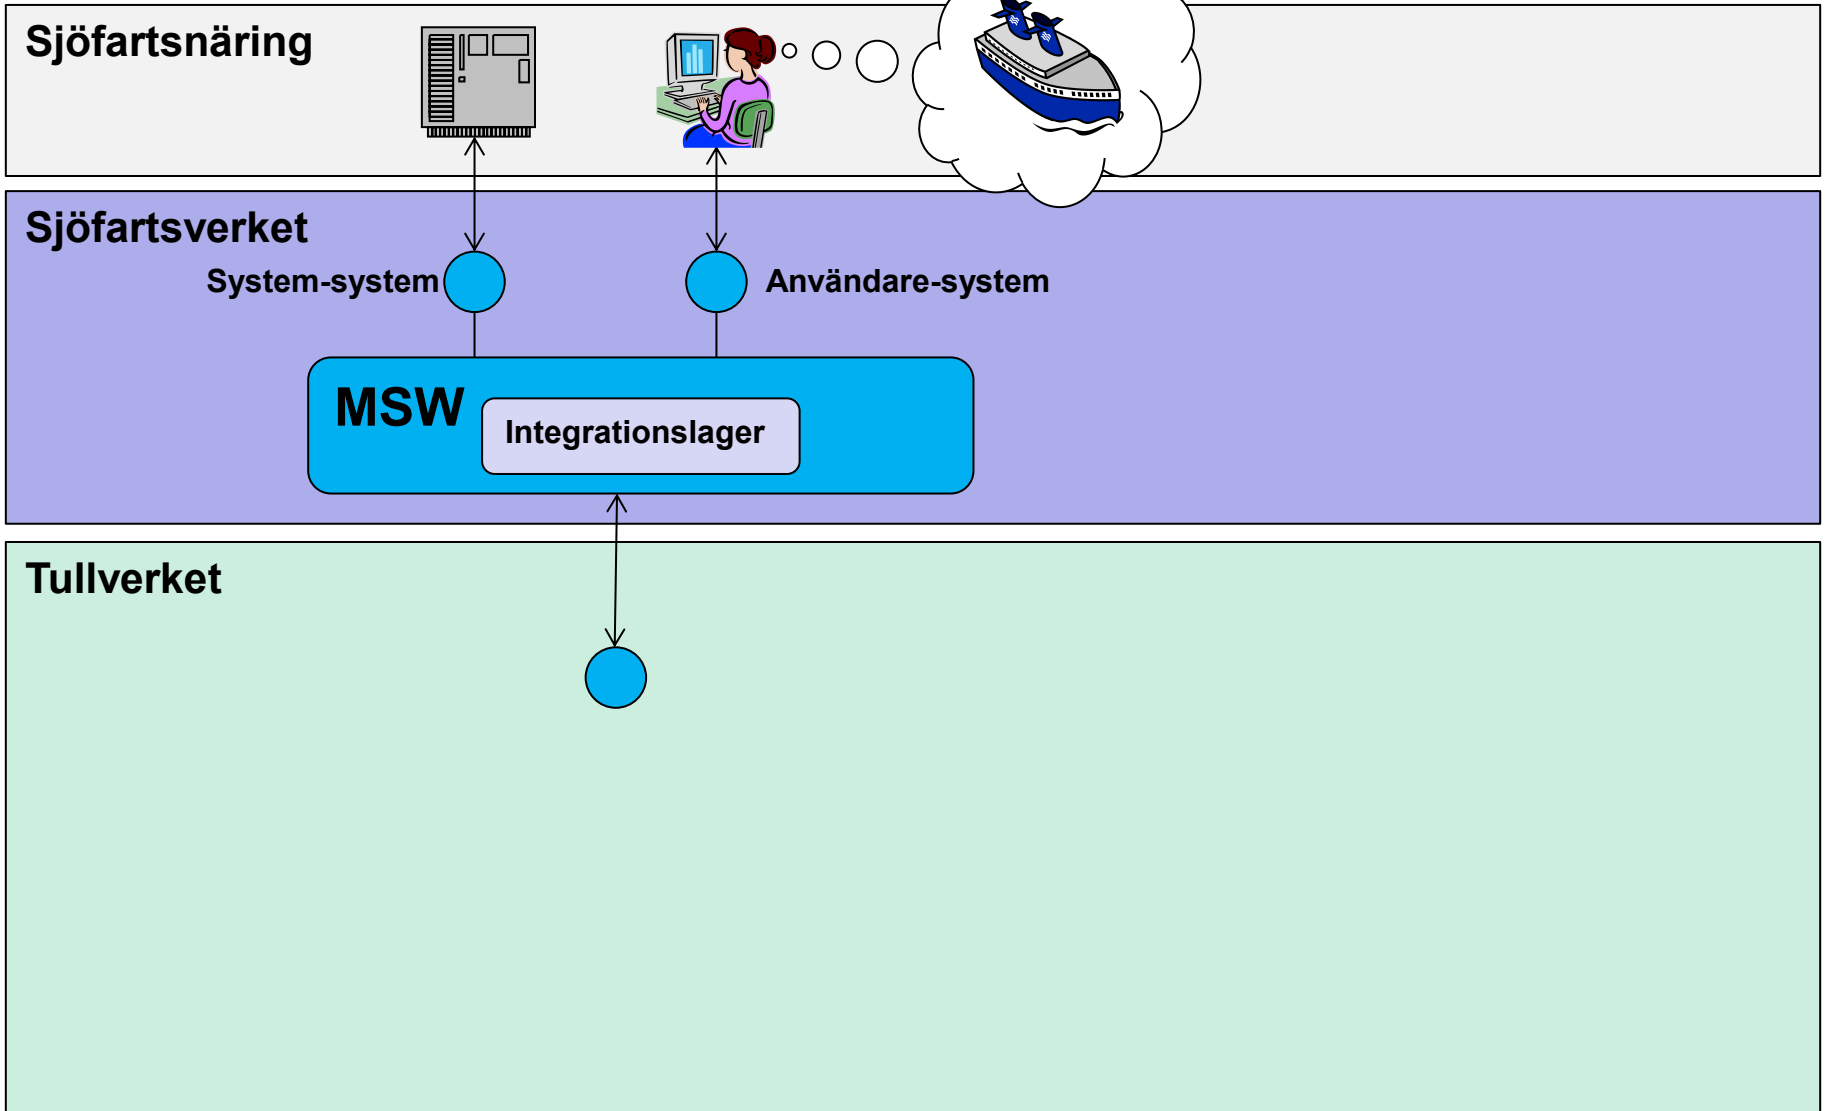 Sjöfartsnäring
Sjöfartsverket
System-system
Användare-system
MSW
Integrationslager
Tullverket